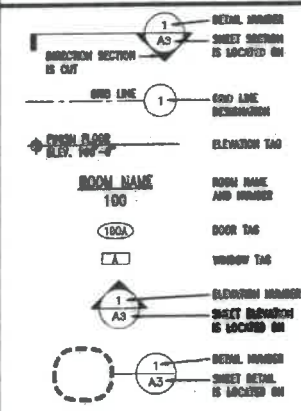 1
DETAIL NUMBER
A3
SHEET SECTION
IS LOCATED ON
DIRECTION SECTION
IS CUT
GRID LINE
1
GRID LINE
DESIGNATION
FINISH FLOOR
ELEV. 100'-0"
ELEVATION TAG
ROOM NAME
100
ROOM NAME
AND NUMBER
100A
DOOR TAG
A
WINDOW TAG
1
ELEVATION NUMBER
A3
SHEET ELEVATION
IS LOCATED ON
1
DETAIL NUMBER
A3
SHEET DETAIL
IS LOCATED ON